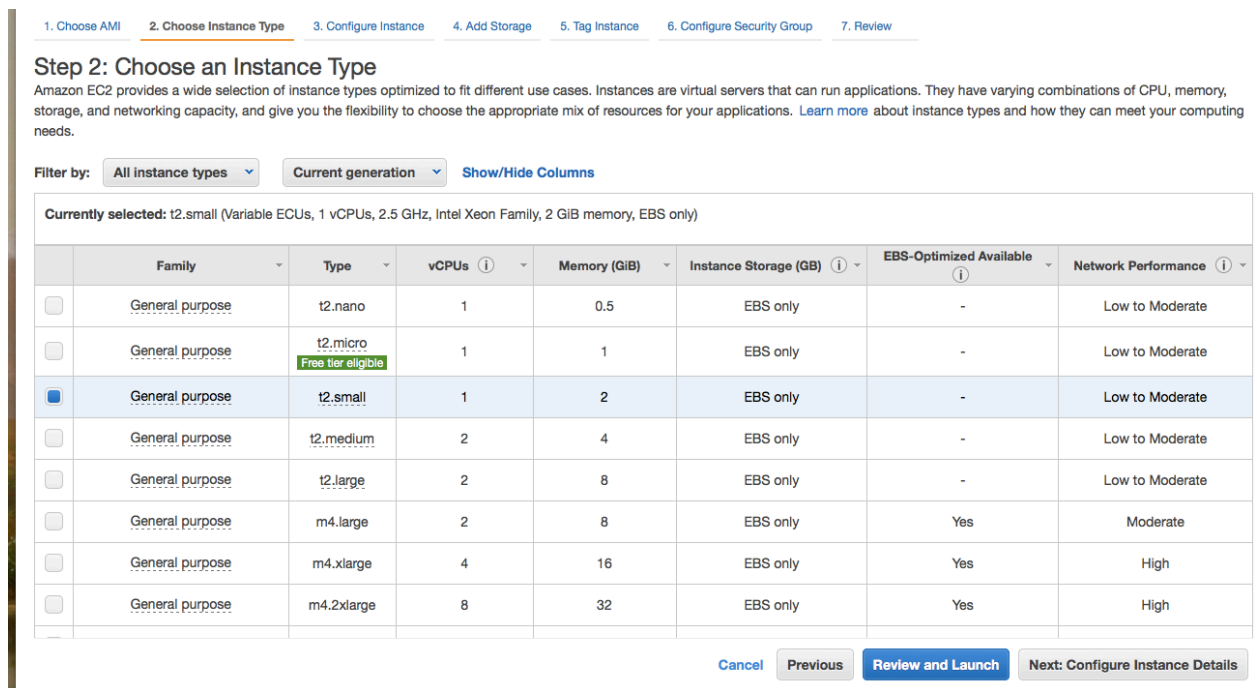 1. Choose AMI 2. Choose Instance Type 3. Configure Instance 4. Add Storage 5. Tag Instance 6. Configure Security Group 7. Review
Step 2: Choose an Instance Type
Amazon EC2 provides a wide selection of instance types optimized to fit different use cases. Instances are virtual servers that can run applications. They have varying combinations of CPU, memory,
storage, and networking capacity, and give you the flexibility to choose the appropriate mix of resources for your applications. Learn more about instance types and how they can meet your computing
needs.
Filter by: All instance types Current generation Show/Hide Columns
Currently selected: t2.small (Variable ECUs, 1 vCPUs, 2.5 GHz, Intel Xeon Family, 2 GiB memory, EBS only)
Family Type vCPUs i Memory (GiB) Instance Storage (GB) i EBS-Optimized Available i Network Performance i
General purpose t2.nano 1 0.5 EBS only - Low to Moderate
General purpose t2.micro 1 1 EBS only - Low to Moderate
Free tier eligible
General purpose t2.small 1 2 EBS only - Low to Moderate
General purpose t2.medium 2 4 EBS only - Low to Moderate
General purpose t2.large 2 8 EBS only - Low to Moderate
General purpose m4.large 2 8 EBS only Yes Moderate
General purpose m4.xlarge 4 16 EBS only Yes High
General purpose m4.2xlarge 8 32 EBS only Yes High
Cancel Previous Review and Launch Next: Configure Instance Details